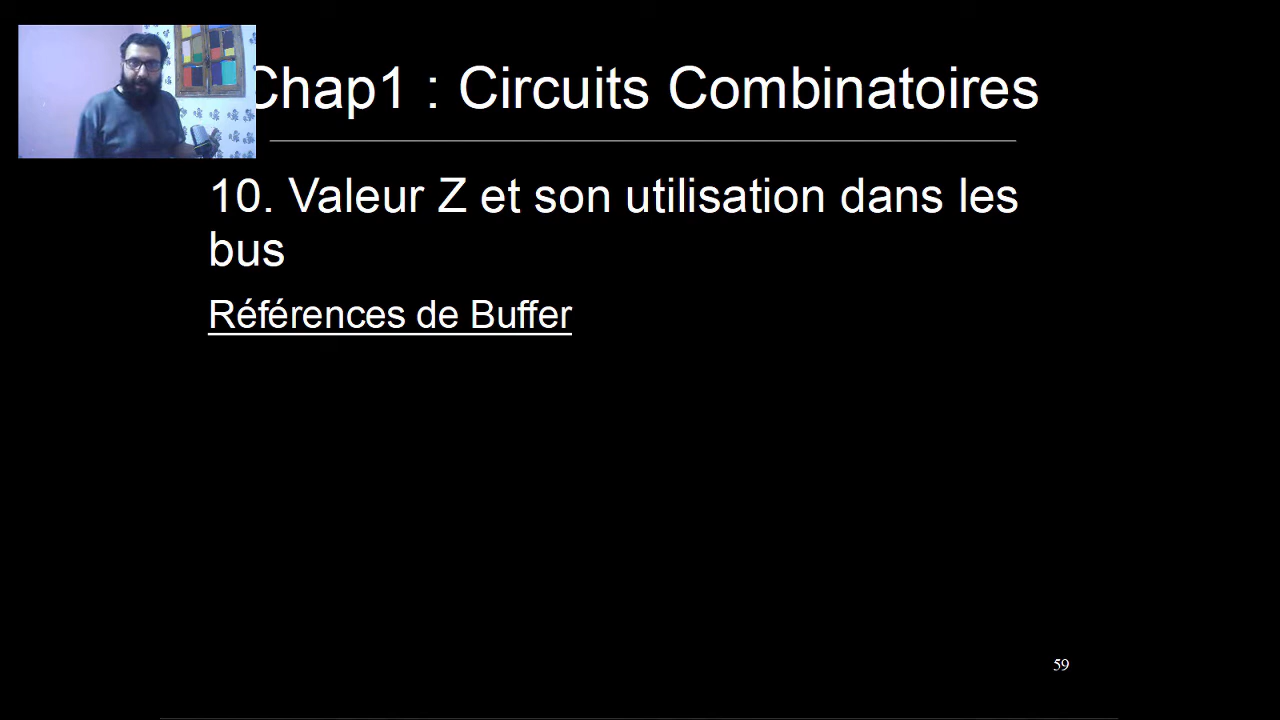 Chap1 : Circuits Combinatoires
10. Valeur Z et son utilisation dans les
bus
Références de Buffer
59